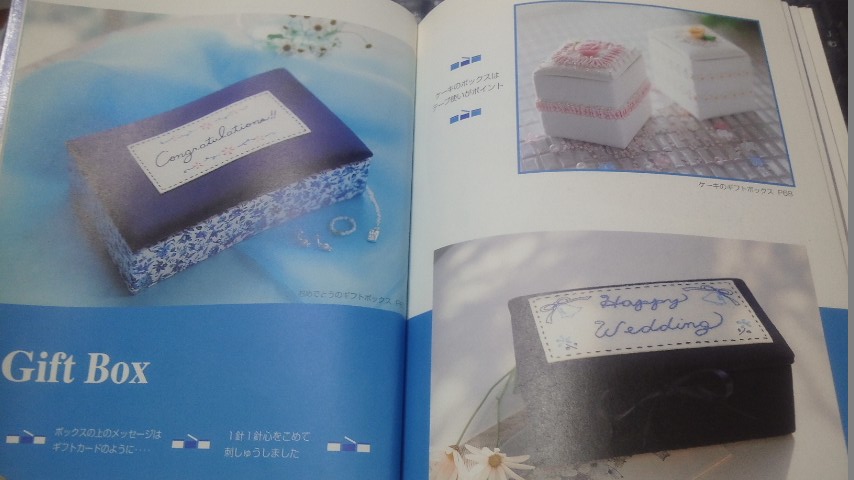 Congratulations!!
おめでとうのギフトボックス
Gift Box
ボックスの上のメッセージは
ギフトカードのように‥‥
1針1針心をこめて
刺しゅうしました
ケーキのボックスは
テープ使いがポイント
ケーキのギフトボックス P69
Happy
Wedding